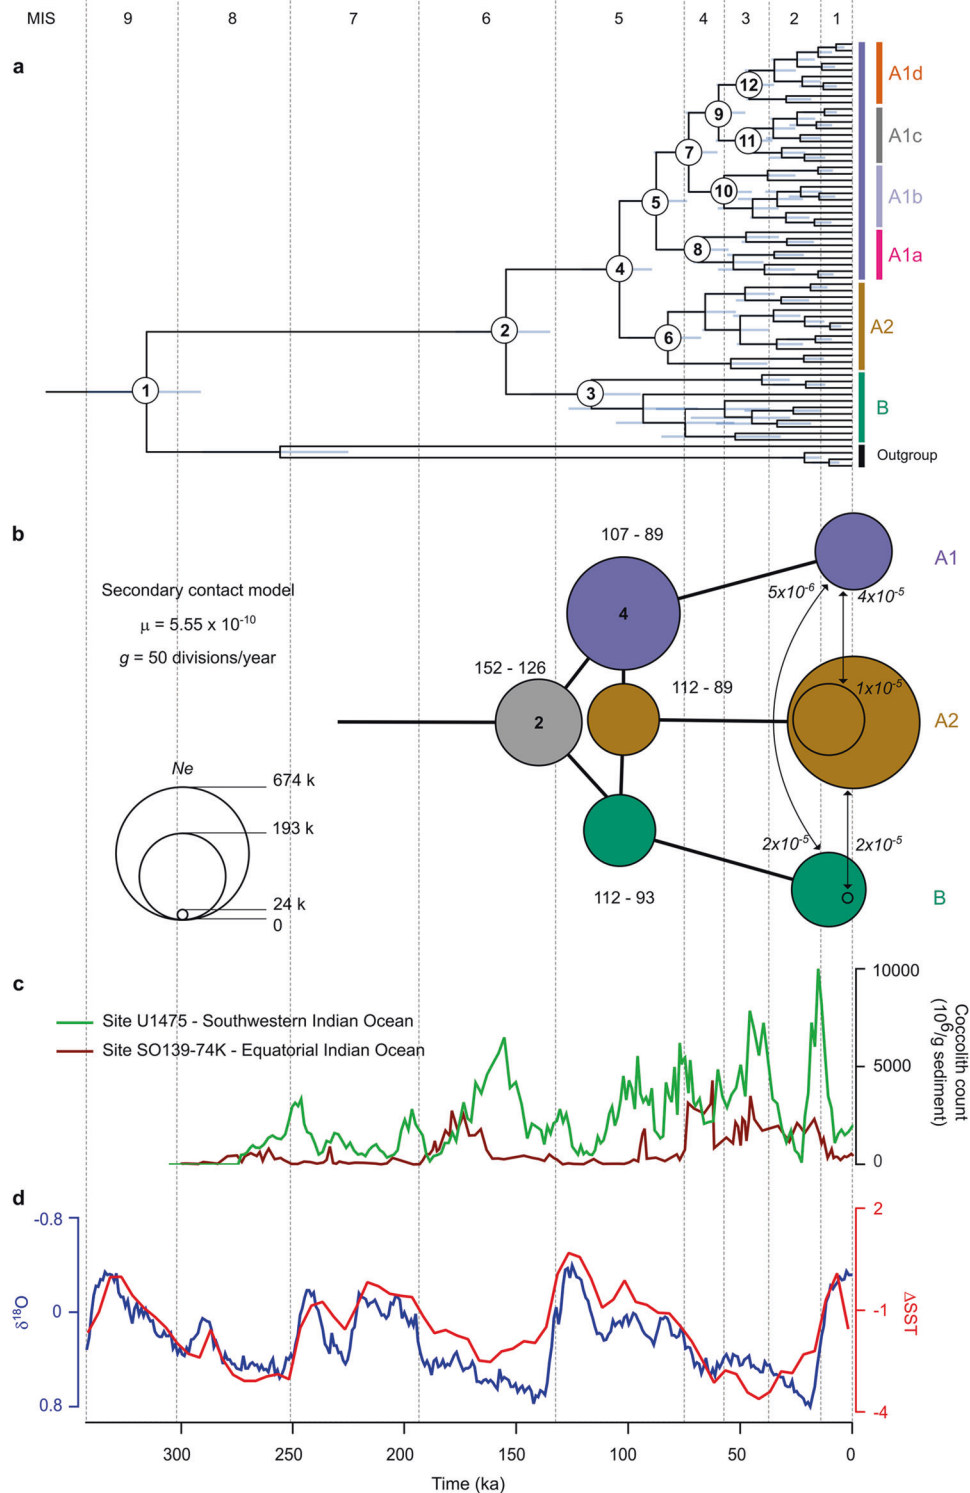 MIS 9 8 7 6 5 4 3 2 1
a
12
A1d
9
11
A1c
7
10
A1b
5
8
A1a
4
2
6
A2
1
3
B
Outgroup
b
107 - 89
A1
Secondary contact model
5x10-6
4x10-5
μ = 5.55 x 10-10
4
g = 50 divisions/year
152 - 126
112 - 89
1x10-5
2
A2
Ne
674 k
193 k
2x10-5
2x10-5
24 k
0
112 - 93
B
c
10000
Site U1475 - Southwestern Indian Ocean
Site SO139-74K - Equatorial Indian Ocean
5000
0
Coccolith count
(106/g sediment)
d
-0.8
0
0.8
δ18O
2
-1
-4
ΔSST
300 250 200 150 100 50 0
Time (ka)